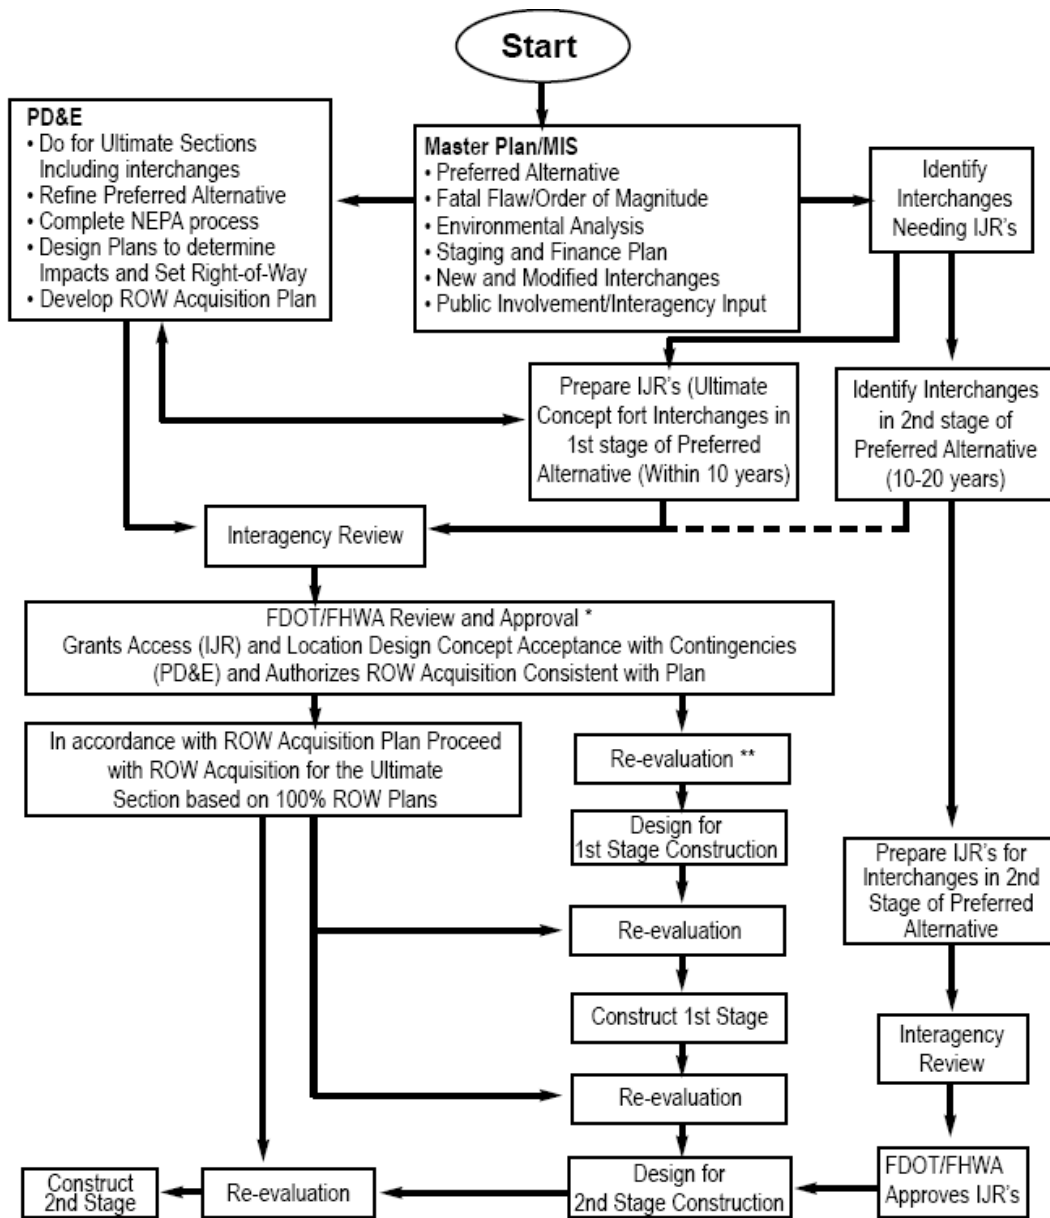 Start
PD&E
• Do for Ultimate Sections
Including interchanges
• Refine Preferred Alternative
• Complete NEPA process
• Design Plans to determine
Impacts and Set Right-of-Way
• Develop ROW Acquisition Plan
Master Plan/MIS
• Preferred Alternative
• Fatal Flaw/Order of Magnitude
• Environmental Analysis
• Staging and Finance Plan
• New and Modified Interchanges
• Public Involvement/Interagency Input
Identify
Interchanges
Needing IJR's
Prepare IJR's (Ultimate
Concept fort Interchanges in
1st stage of Preferred
Alternative (Within 10 years)
Identify Interchanges
in 2nd stage of
Preferred Alternative
(10-20 years)
Interagency Review
FDOT/FHWA Review and Approval *
Grants Access (IJR) and Location Design Concept Acceptance with Contingencies
(PD&E) and Authorizes ROW Acquisition Consistent with Plan
In accordance with ROW Acquisition Plan Proceed
with ROW Acquisition for the Ultimate
Section based on 100% ROW Plans
Re-evaluation **
Design for
1st Stage Construction
Prepare IJR's for
Interchanges in 2nd
Stage of Preferred
Alternative
Re-evaluation
Construct 1st Stage
Interagency
Review
Re-evaluation
FDOT/FHWA
Approves IJR's
Design for
2nd Stage Construction
Re-evaluation
Construct
2nd Stage